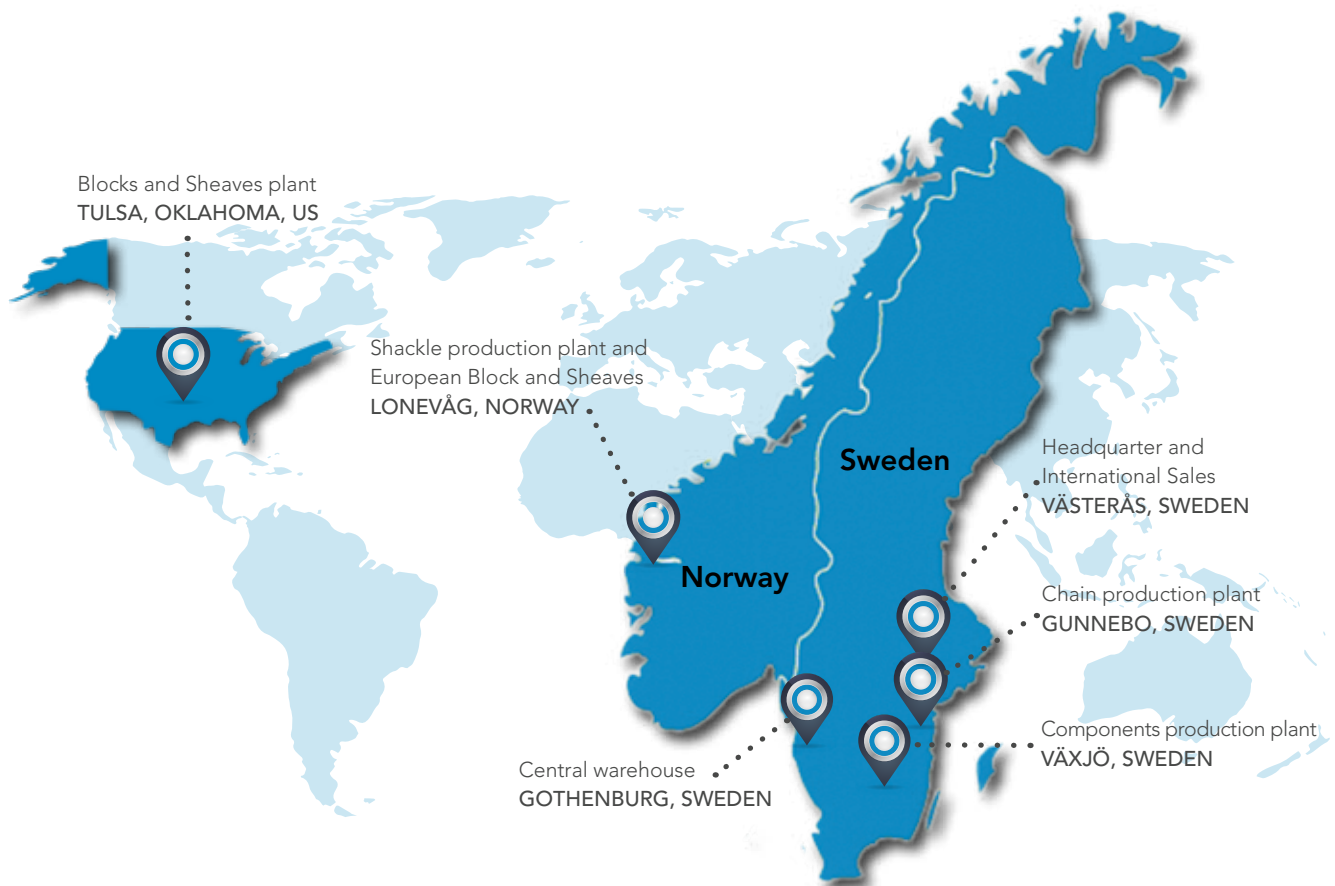 Blocks and Sheaves plant
TULSA, OKLAHOMA, US
Shackle production plant and
European Block and Sheaves
LONEVÅG, NORWAY
Sweden
Norway
Headquarter and
International Sales
VÄSTERÅS, SWEDEN
Chain production plant
GUNNEBO, SWEDEN
Components production plant
VÄXJÖ, SWEDEN
Central warehouse
GOTHENBURG, SWEDEN